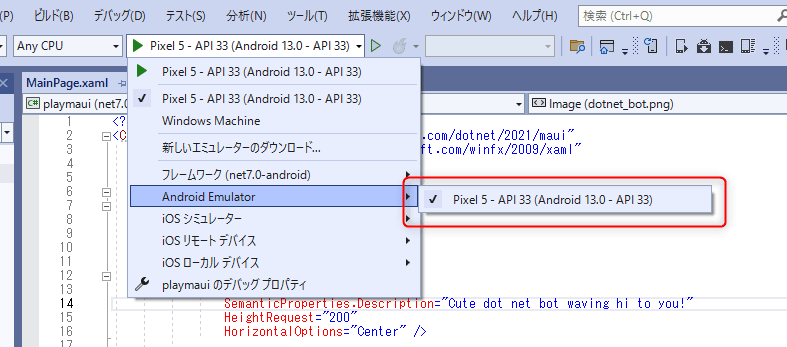 (P) ビルド(B) デバッグ(D) テスト(S) 分析(N) ツール(T) 拡張機能(X) ウィンドウ(W) ヘルプ(H) 検索 (Ctrl+Q)
Any CPU Pixel 5 - API 33 (Android 13.0 - API 33)
MainPage.xaml
Pixel 5 - API 33 (Android 13.0 - API 33)
playmaui (net7.0 Image (dotnet_bot.png)
Pixel 5 - API 33 (Android 13.0 - API 33)
Windows Machine
1 <?
2 <C .com/dotnet/2021/maui"
3 ft.com/winfx/2009/xaml"
新しいエミュレーターのダウンロード...
4
フレームワーク (net7.0-android)
5
6
Android Emulator Pixel 5 - API 33 (Android 13.0 - API 33)
7
iOS シミュレーター
8
9
iOS リモート デバイス
10
11
iOS ローカル デバイス
12
playmaui のデバッグ プロパティ
13
14 SemanticProperties.Description="Cute dot net bot waving hi to you!"
15 HeightRequest="200"
16 HorizontalOptions="Center" />